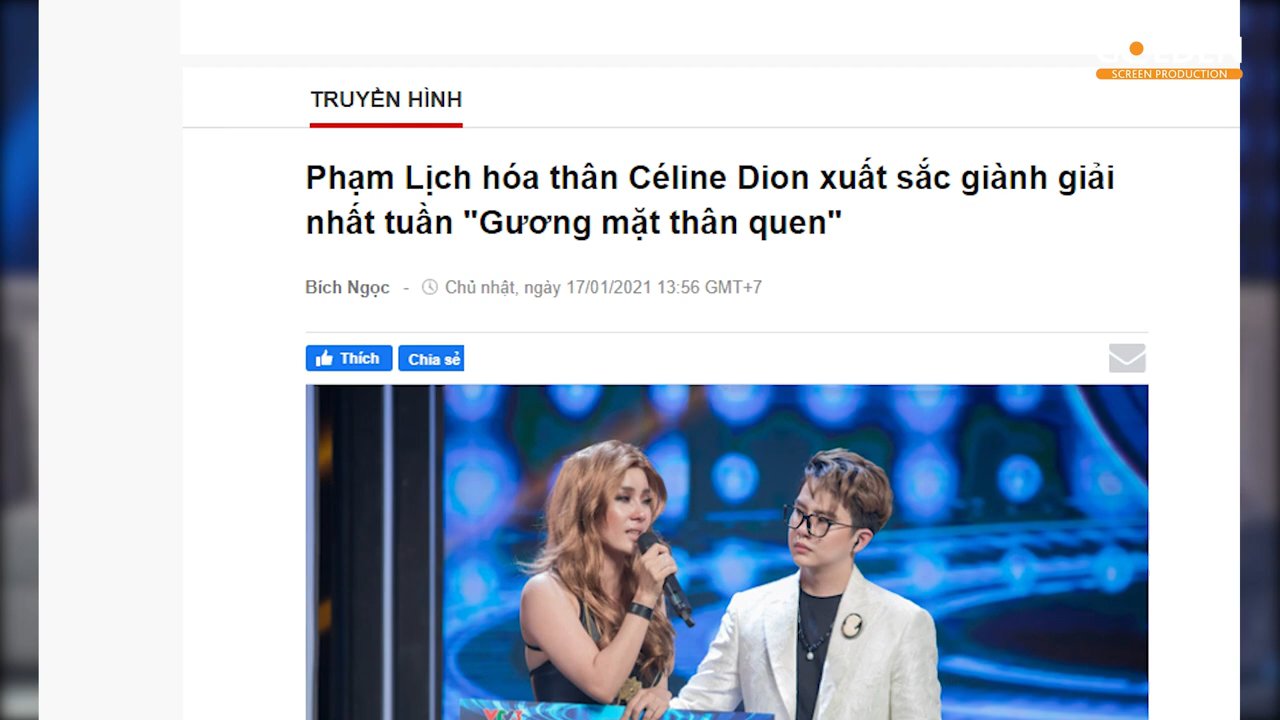 SCREEN PRODUCTION
TRUYỀN HÌNH
Phạm Lịch hóa thân Céline Dion xuất sắc giành giải
nhất tuần "Gương mặt thân quen"
Bích Ngọc - Chủ nhật, ngày 17/01/2021 13:56 GMT+7
Thích Chia sẻ